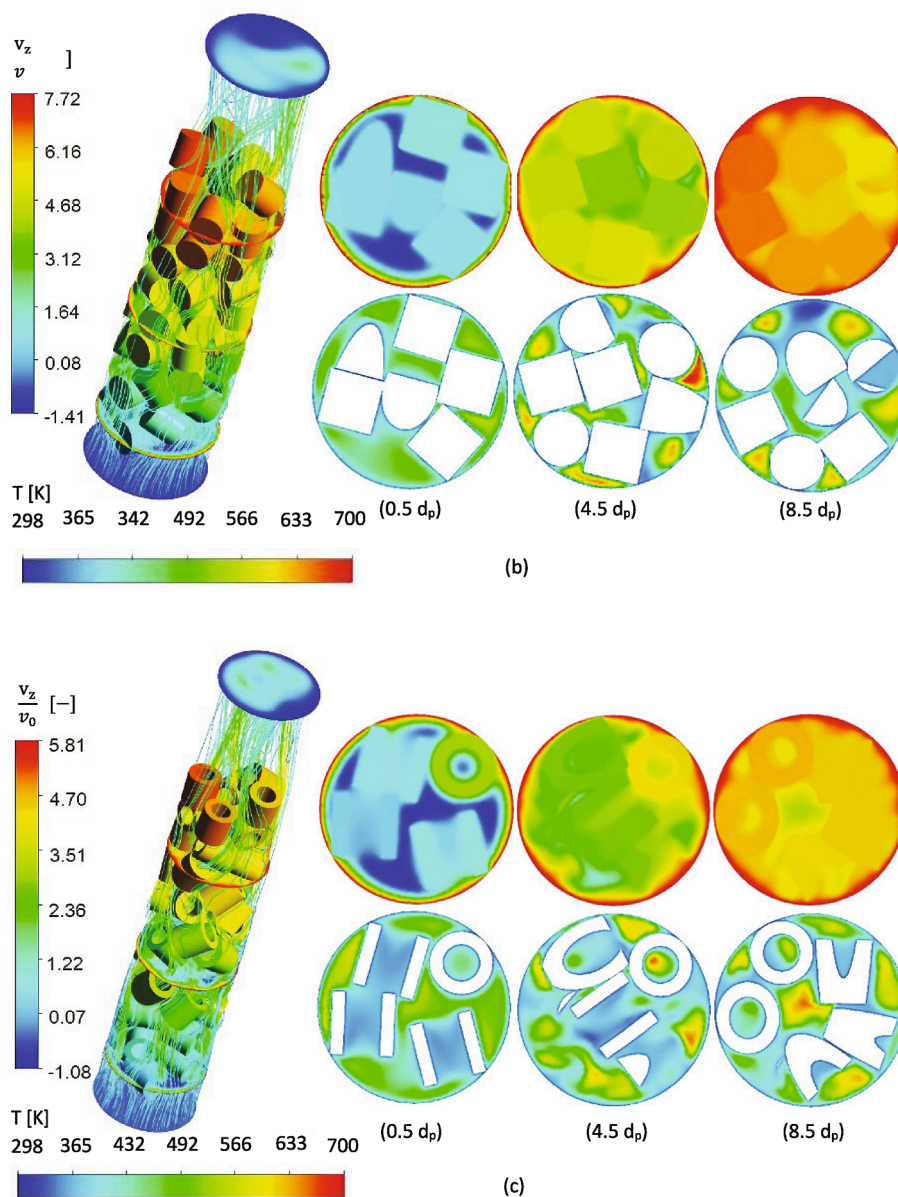 v_z
v ]
7.72
6.16
4.68
3.12
1.64
0.08
-1.41
T [K]
298 365 342 492 566 633 700
(0.5 d_p) (4.5 d_p) (8.5 d_p)
(b)
v_z
v_0 [−]
5.81
4.70
3.51
2.36
1.22
0.07
-1.08
T [K]
298 365 432 492 566 633 700
(0.5 d_p) (4.5 d_p) (8.5 d_p)
(c)